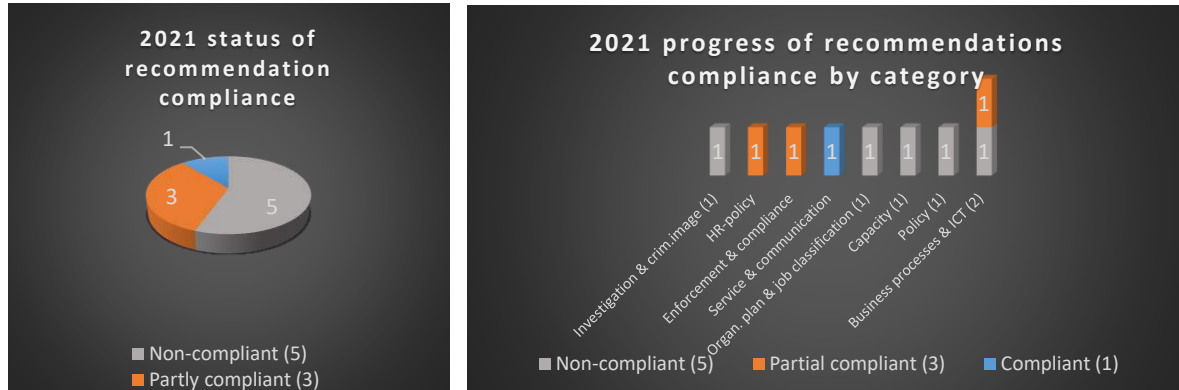 2021 status of
recommendation
compliance
1
3
5
Non-compliant (5)
Partly compliant (3)
2021 progress of recommendations
compliance by category
1
1
1
1
1
1
1
1
1
Investigation & crim.image (1)
HR-policy
Enforcement & compliance
Service & communication
Organ. plan & job classification (1)
Capacity (1)
Policy (1)
Business processes & ICT (2)
Non-compliant (5)
Partial compliant (3)
Compliant (1)